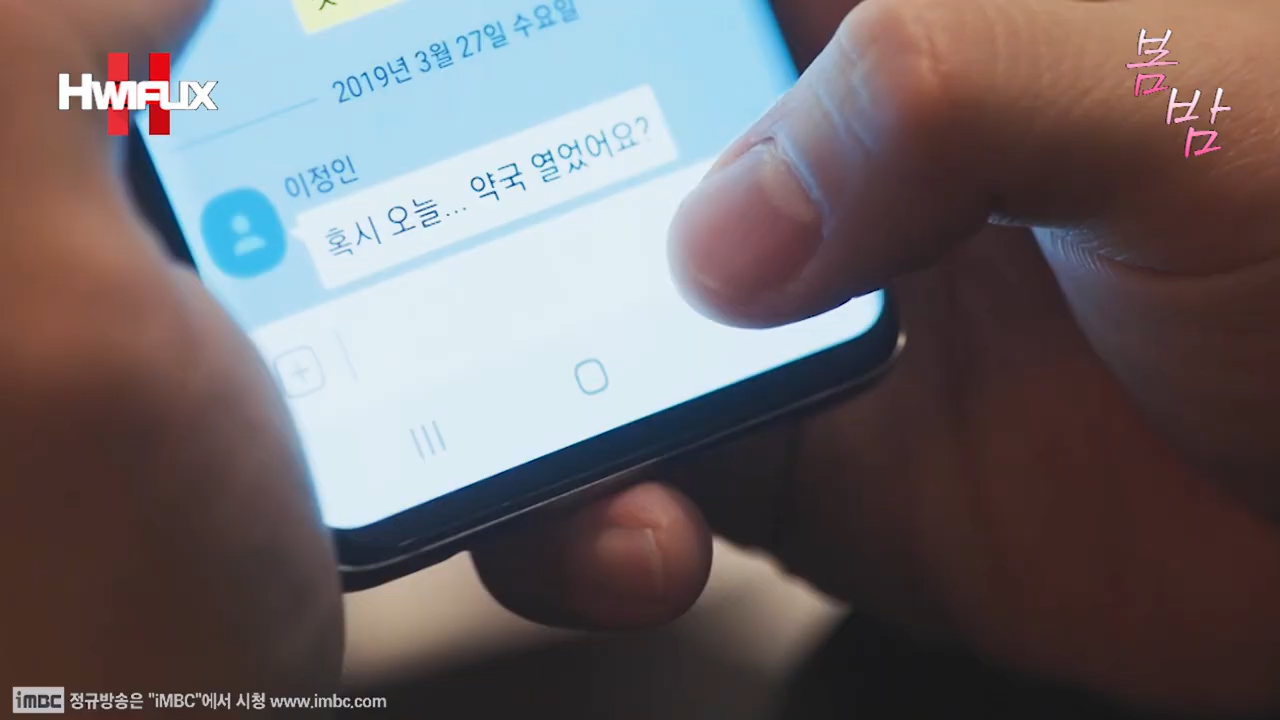 HWIFLIX
봄
밤
2019년 3월 27일 수요일
이정인
혹시 오늘... 약국 열었어요?
iMBC 정규방송은 "iMBC"에서 시청 www.imbc.com